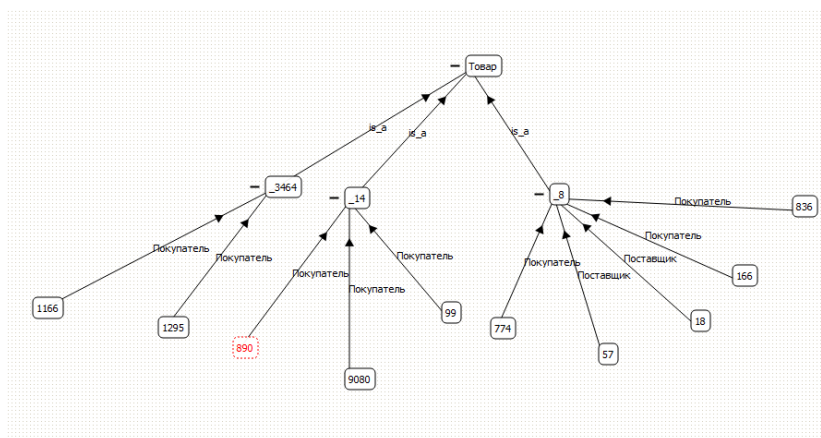 Товар
is_a
is_a
is_a
_3464
_14
_8
Покупатель
836
Покупатель
Покупатель
Покупатель
Покупатель
Покупатель
Покупатель
Поставщик
Поставщик
Покупатель
166
1166
1295
890
9080
99
774
57
18